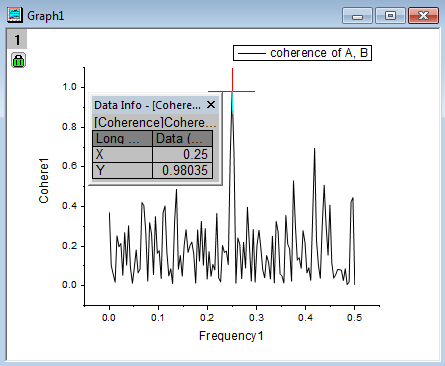 Graph1
1
coherence of A, B
Data Info - [Cohere...
[Coherence]Cohere...
Long ... Data (...
X 0.25
Y 0.98035
Cohere1
1.0
0.8
0.6
0.4
0.2
0.0
0.0 0.1 0.2 0.3 0.4 0.5
Frequency1